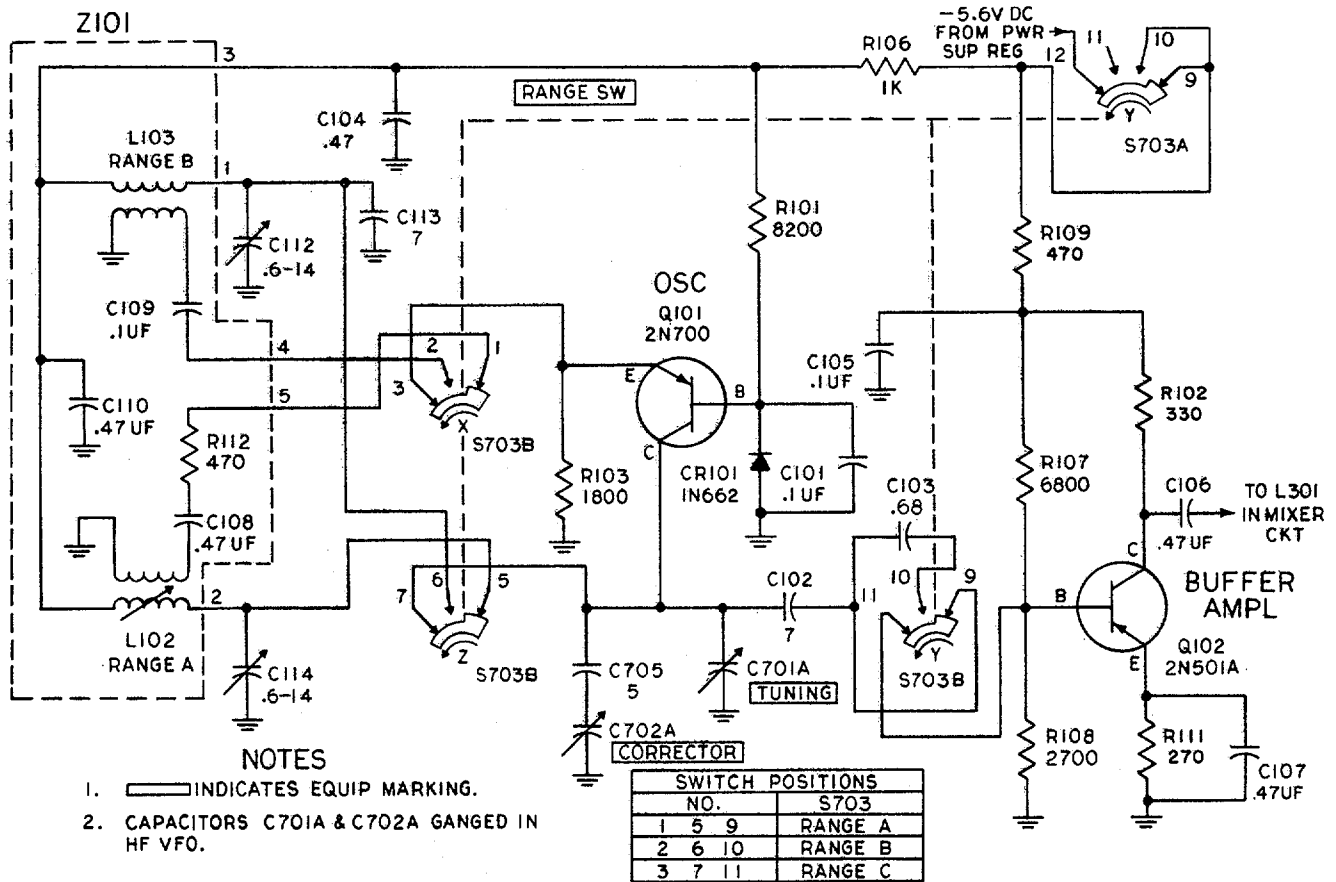 Z101
3
C104
.47
RANGE SW
R106
1K
-5.6V DC
FROM PWR
SUP REG
12
11
10
9
Y
S703A
L103
RANGE B
1
C113
7
C112
.6-14
R101
8200
R109
470
C109
.1UF
4
5
2
1
3
X
S703B
OSC
Q101
2N700
E
B
C
C105
.1UF
R102
330
C110
.47UF
R112
470
C108
.47UF
R103
1800
CR101
1N662
C101
.1UF
C103
.68
R107
6800
C106
.47UF
TO L301
IN MIXER
CKT
C
BUFFER
AMPL
B
E
Q102
2N501A
2
L102
RANGE A
C114
.6-14
7
6
5
Z
S703B
C102
7
11
10
9
Y
S703B
C705
5
C701A
TUNING
C702A
CORRECTOR
R108
2700
R111
270
C107
.47UF
NOTES
1. INDICATES EQUIP MARKING.
2. CAPACITORS C701A & C702A GANGED IN
HF VFO.
SWITCH POSITIONS
NO. S703
1 5 9 RANGE A
2 6 10 RANGE B
3 7 11 RANGE C